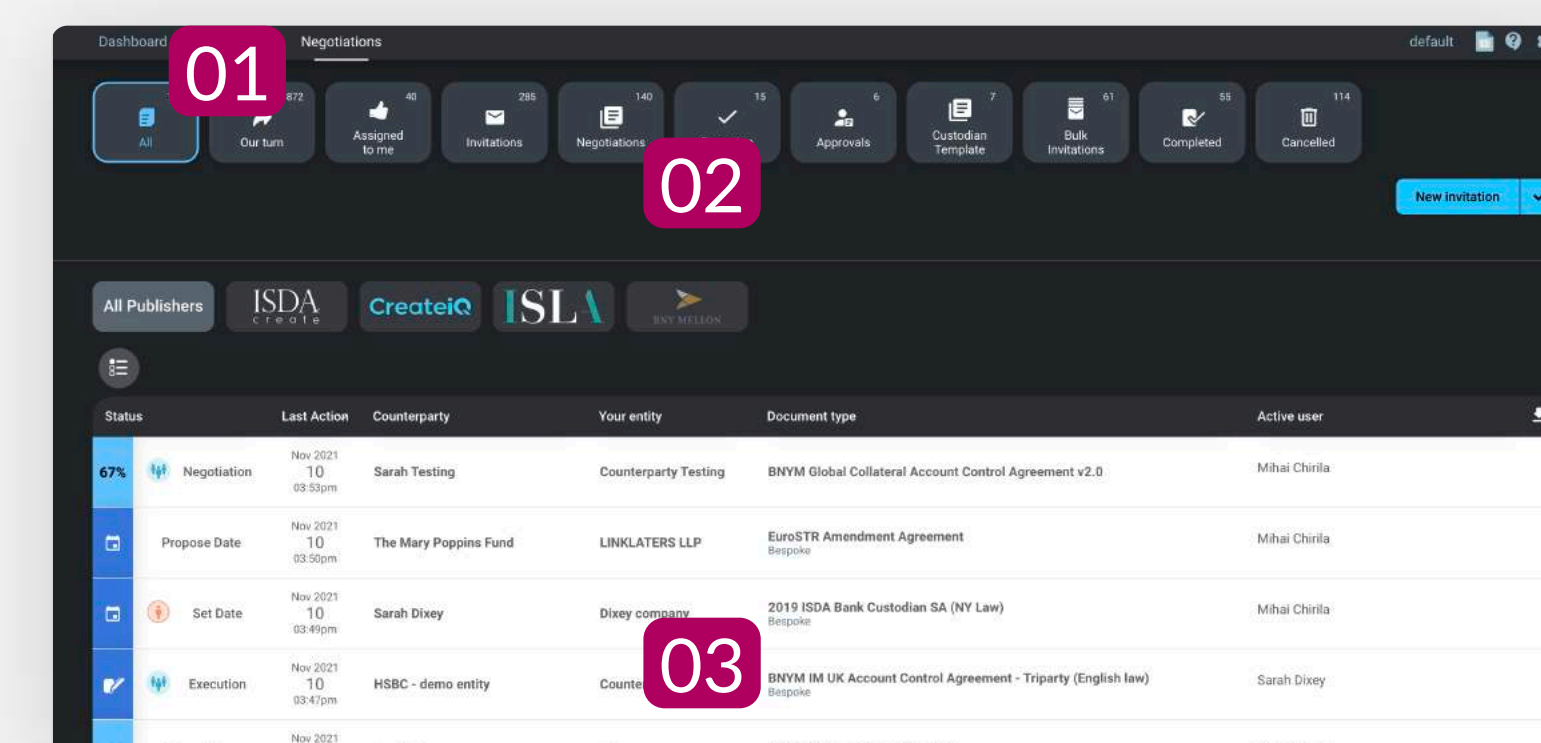 Dashboard
Negotiations
default
01
872
40
285
140
15
6
7
61
55
114
All
Our turn
Assigned
to me
Invitations
Negotiations
Approvals
Custodian
Template
Bulk
Invitations
Completed
Cancelled
02
New invitation
All Publishers
ISDA
create
CreateiQ
ISLA
BNY MELLON
Status Last Action Counterparty Your entity Document type Active user
67% Negotiation Nov 2021 10 03:53pm Sarah Testing Counterparty Testing BNYM Global Collateral Account Control Agreement v2.0 Mihai Chirila
Propose Date Nov 2021 10 03:50pm The Mary Poppins Fund LINKLATERS LLP EuroSTR Amendment Agreement Mihai Chirila
Bespoke
Set Date Nov 2021 10 03:49pm Sarah Dixey Dixey company 2019 ISDA Bank Custodian SA (NY Law) Mihai Chirila
Bespoke
03
Execution Nov 2021 10 03:47pm HSBC - demo entity BNYM IM UK Account Control Agreement - Triparty (English law) Sarah Dixey
Bespoke
Nov 2021